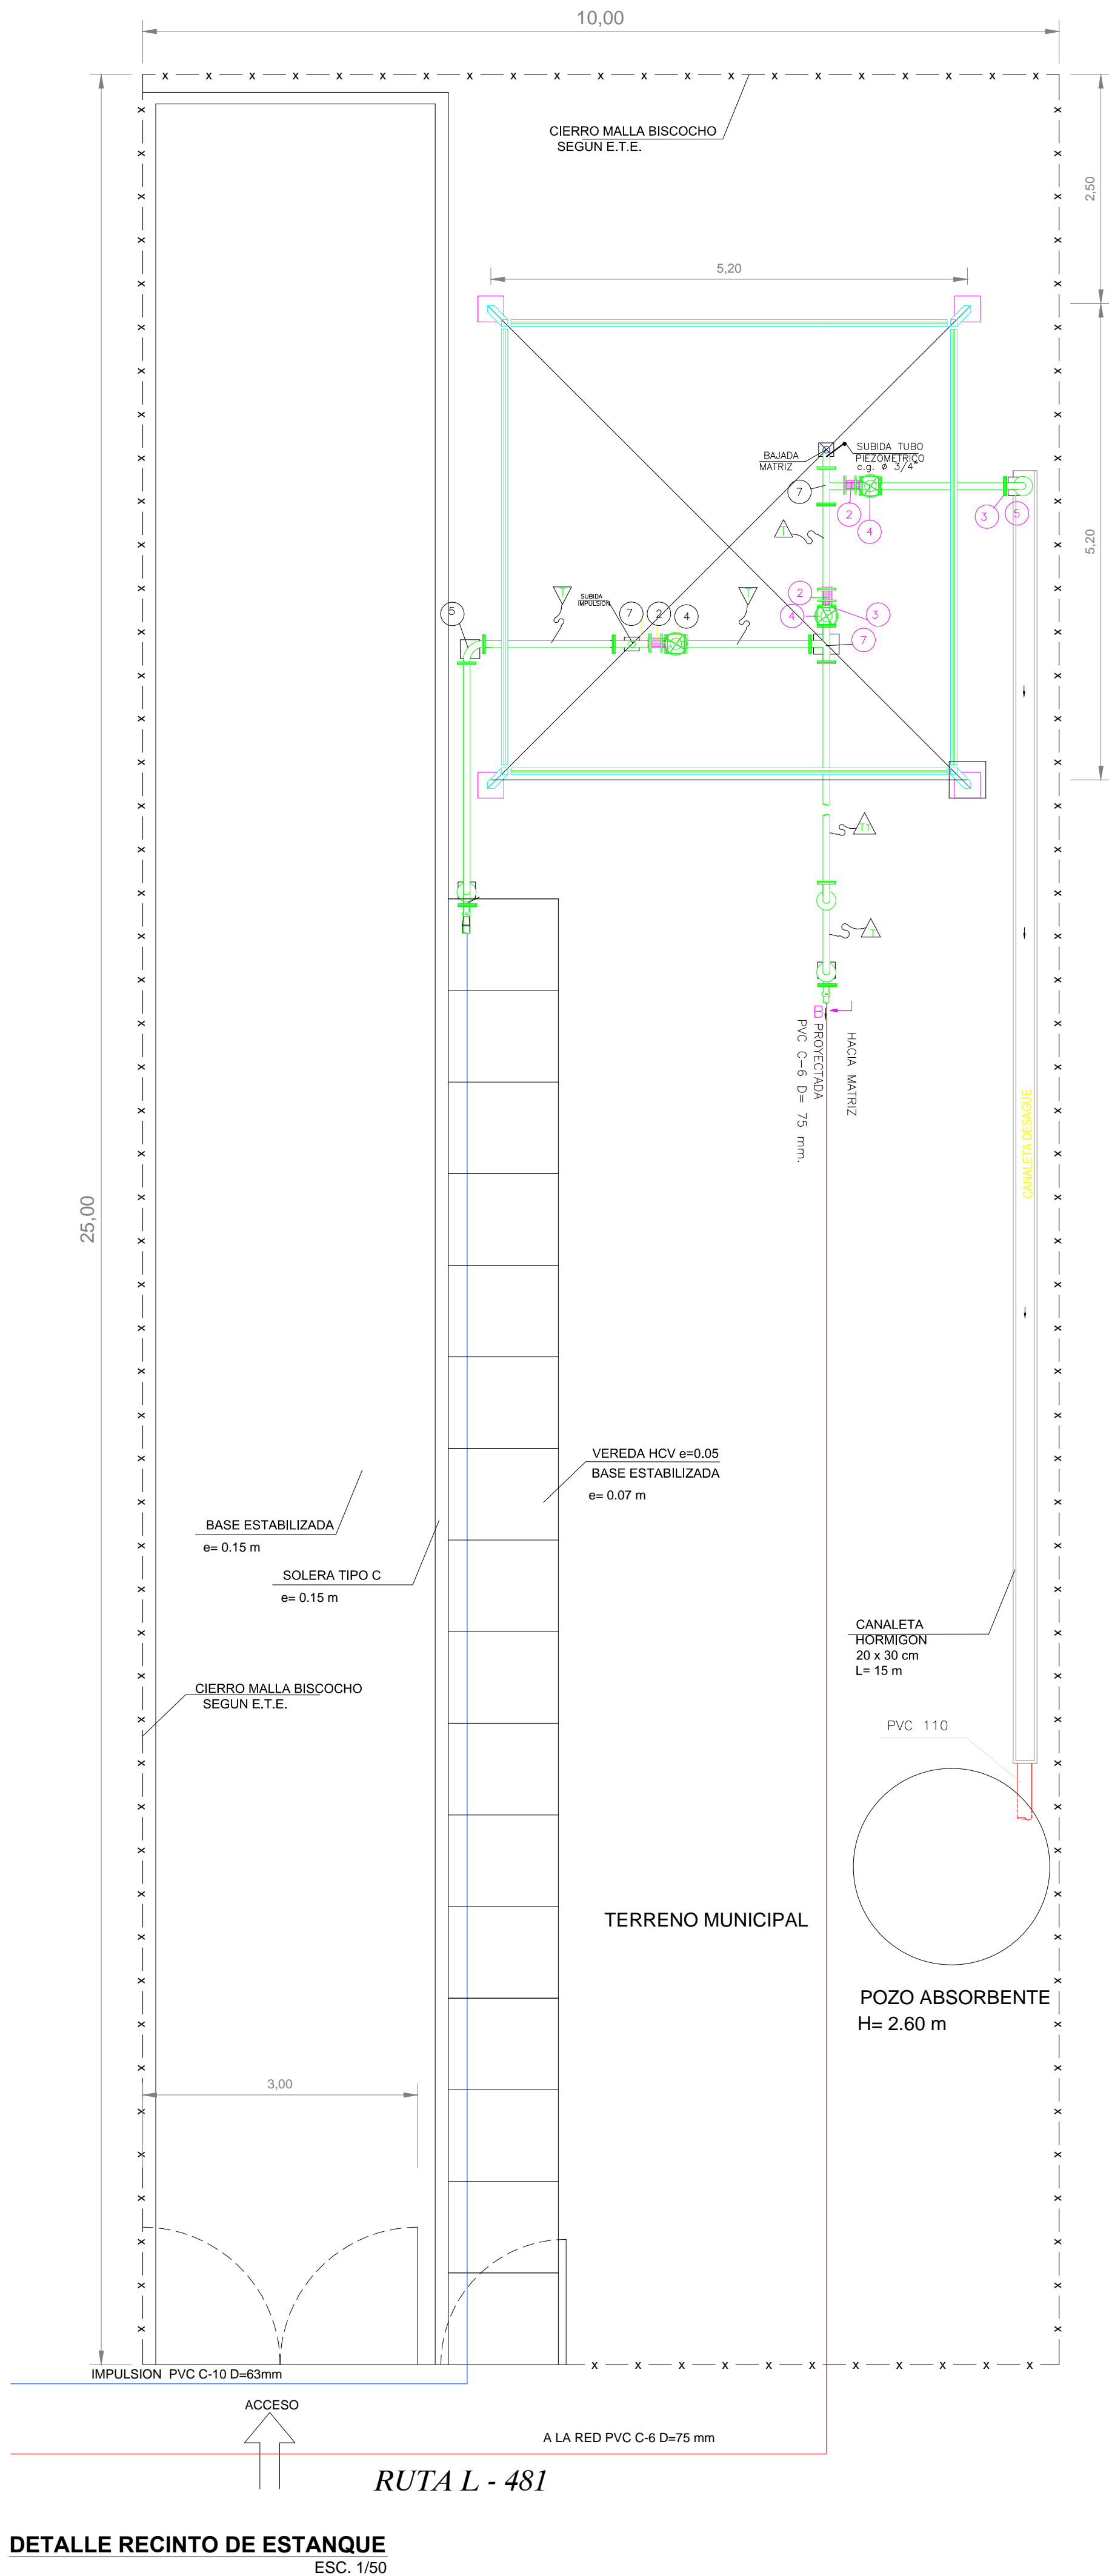 10,00
CIERRO MALLA BISCOCHO
SEGUN E.T.E.
2,50
5,20
BAJADA
MATRIZ
SUBIDA TUBO
PIEZOMETRICO
c.g. ø 3/4"
7
2
4
3
5
T
5,20
T
SUBIDA
IMPULSION
T
2
4
3
5
7
2
4
7
T1
T
B
HACIA MATRIZ
PROYECTADA
PVC C-6 D= 75 mm.
CANALETA DESAGUE
25,00
VEREDA HCV e=0,05
BASE ESTABILIZADA
e= 0.07 m
BASE ESTABILIZADA
e= 0.15 m
SOLERA TIPO C
e= 0.15 m
CANALETA
HORMIGON
20 x 30 cm
L= 15 m
CIERRO MALLA BISCOCHO
SEGUN E.T.E.
PVC 110
TERRENO MUNICIPAL
POZO ABSORBENTE
H= 2.60 m
3,00
IMPULSION PVC C-10 D=63mm
ACCESO
A LA RED PVC C-6 D=75 mm
RUTA L - 481
DETALLE RECINTO DE ESTANQUE
ESC. 1/50